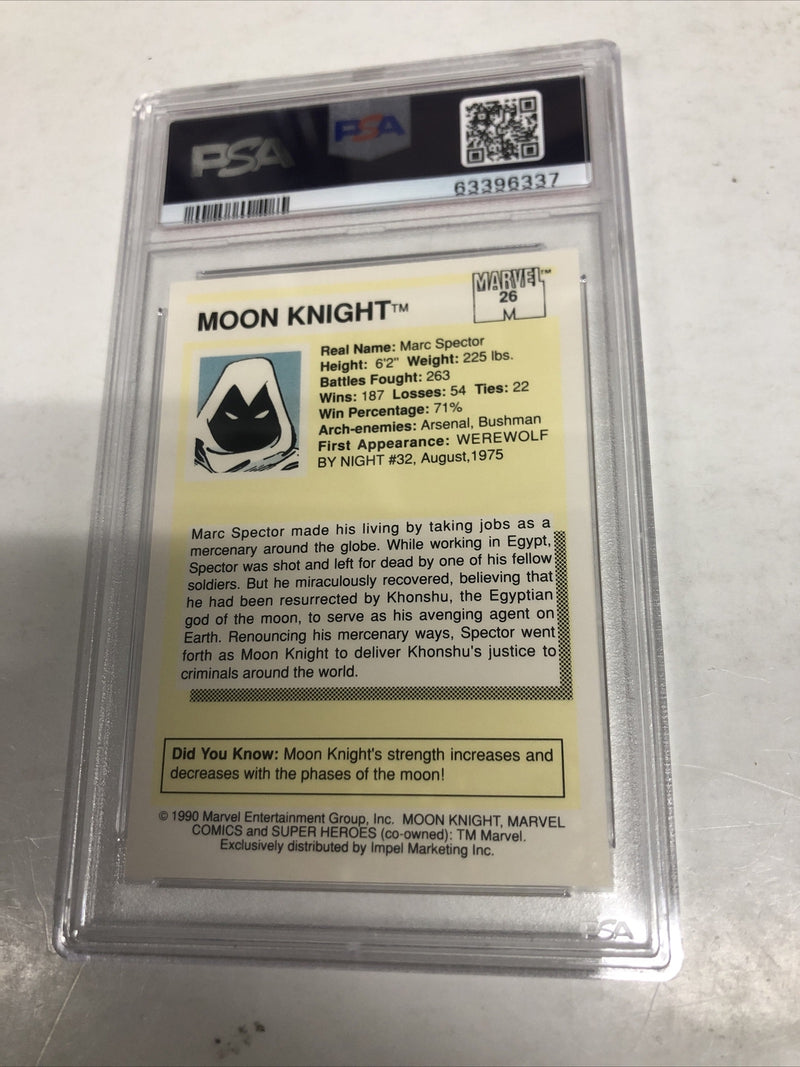 PSA
PSA
63396337
MARVEL™
26
M
MOON KNIGHT™
Real Name: Marc Spector
Height: 6'2" Weight: 225 lbs.
Battles Fought: 263
Wins: 187 Losses: 54 Ties: 22
Win Percentage: 71%
Arch-enemies: Arsenal, Bushman
First Appearance: WEREWOLF
BY NIGHT #32, August,1975
Marc Spector made his living by taking jobs as a
mercenary around the globe. While working in Egypt,
Spector was shot and left for dead by one of his fellow
soldiers. But he miraculously recovered, believing that
he had been resurrected by Khonshu, the Egyptian
god of the moon, to serve as his avenging agent on
Earth. Renouncing his mercenary ways, Spector went
forth as Moon Knight to deliver Khonshu's justice to
criminals around the world.
Did You Know: Moon Knight's strength increases and
decreases with the phases of the moon!
© 1990 Marvel Entertainment Group, Inc. MOON KNIGHT, MARVEL
COMICS and SUPER HEROES (co-owned): TM Marvel.
Exclusively distributed by Impel Marketing Inc.
PSA